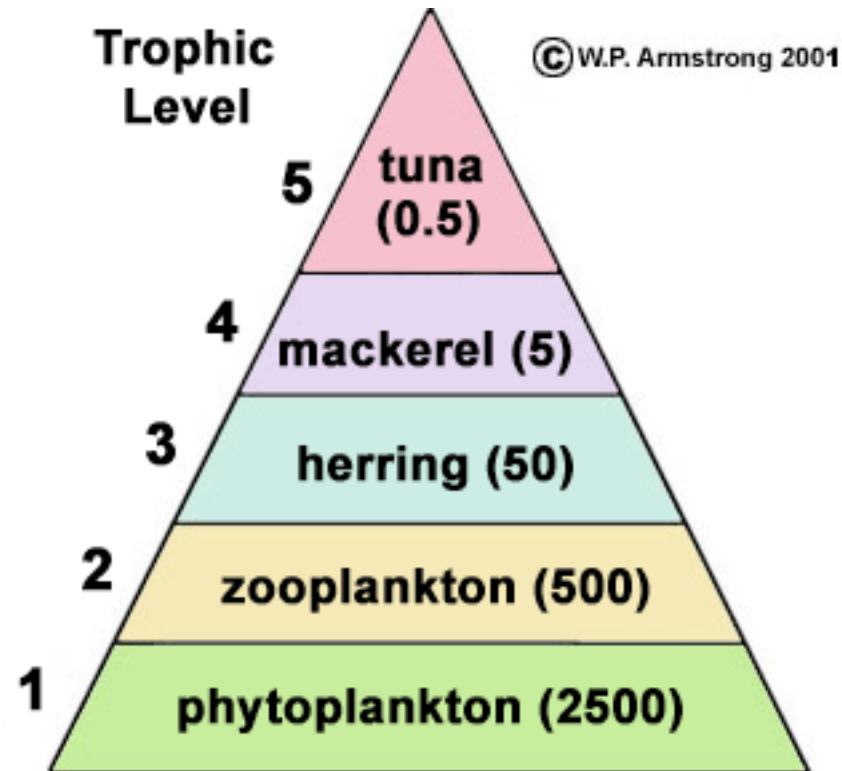 Trophic
Level
©W.P. Armstrong 2001
5
tuna
(0.5)
4
mackerel (5)
3
herring (50)
2
zooplankton (500)
1
phytoplankton (2500)